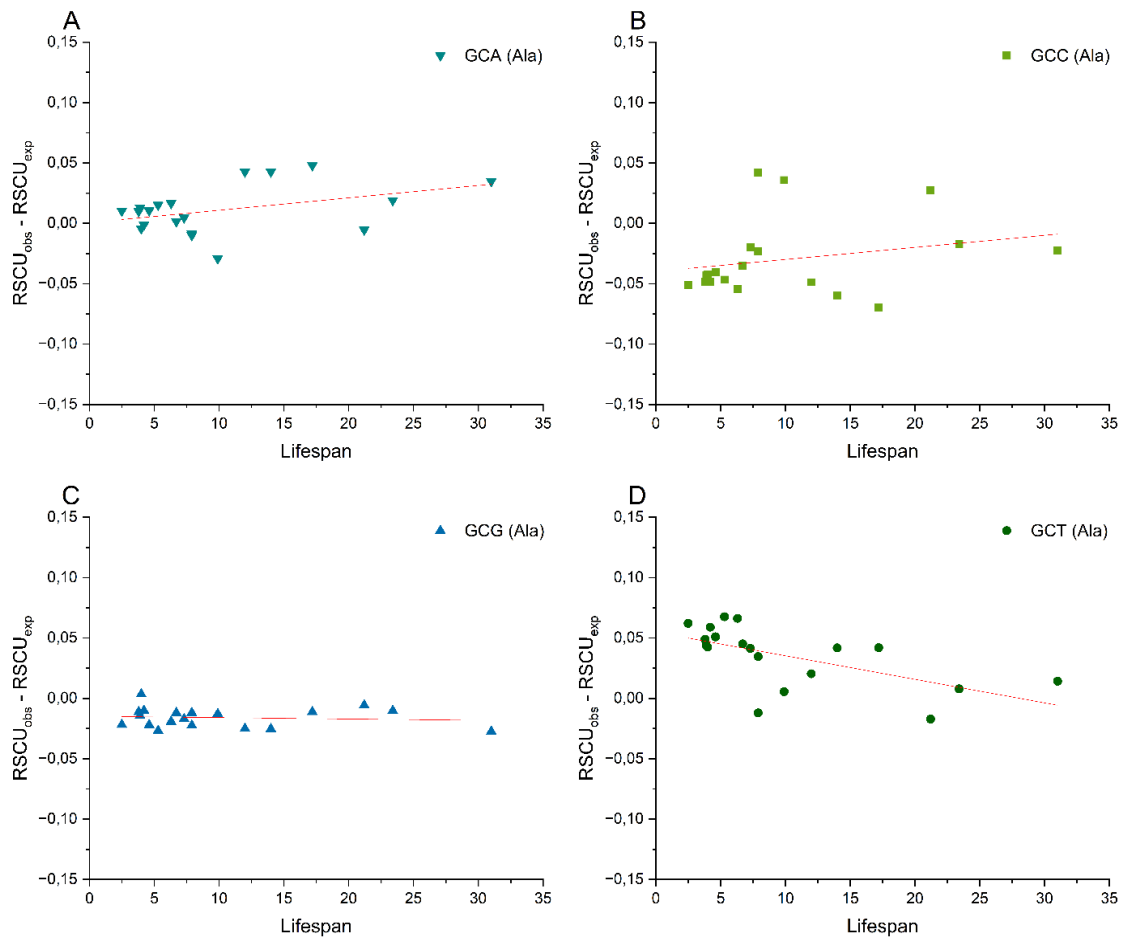 A
GCA (Ala)
0,15
0,10
0,05
0,00
−0,05
−0,10
−0,15
RSCUobs - RSCUexp
0 5 10 15 20 25 30 35
Lifespan
B
GCC (Ala)
0,15
0,10
0,05
0,00
−0,05
−0,10
−0,15
RSCUobs - RSCUexp
0 5 10 15 20 25 30 35
Lifespan
C
GCG (Ala)
0,15
0,10
0,05
0,00
−0,05
−0,10
−0,15
RSCUobs - RSCUexp
0 5 10 15 20 25 30 35
Lifespan
D
GCT (Ala)
0,15
0,10
0,05
0,00
−0,05
−0,10
−0,15
RSCUobs - RSCUexp
0 5 10 15 20 25 30 35
Lifespan